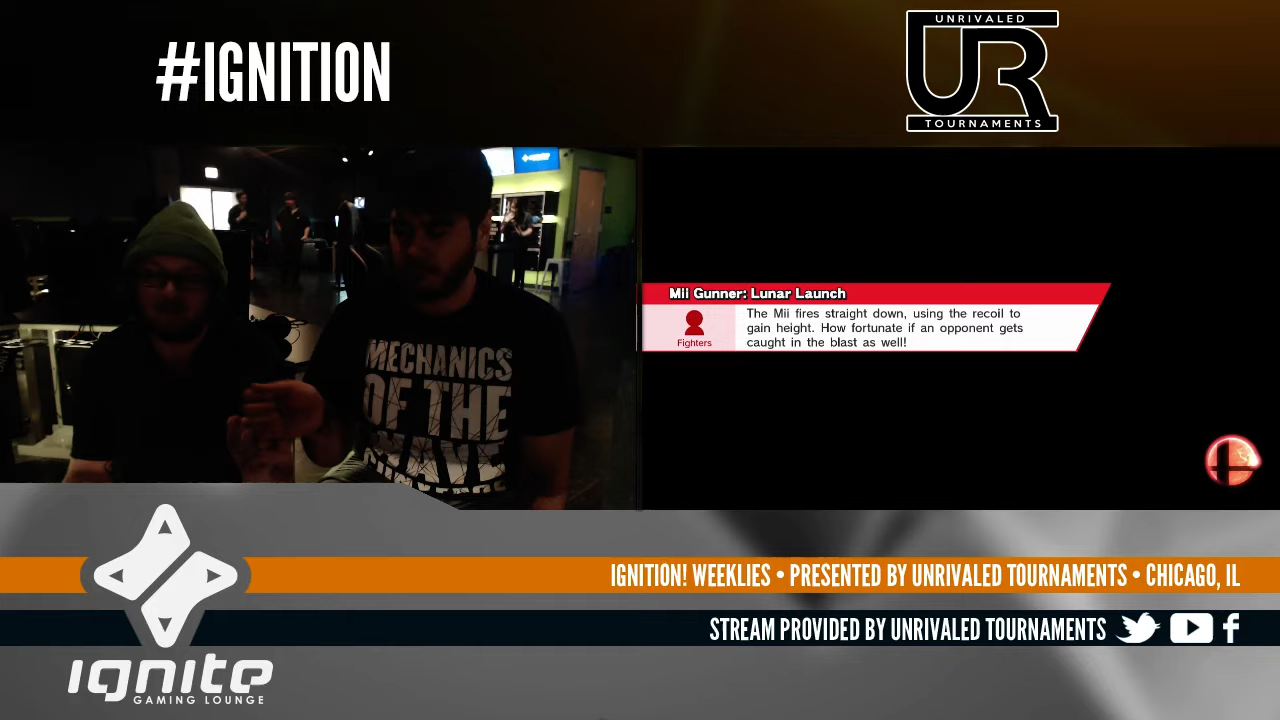 #IGNITION
UNRIVALED
UR
TOURNAMENTS
Mii Gunner: Lunar Launch
The Mii fires straight down, using the recoil to
gain height. How fortunate if an opponent gets
caught in the blast as well!
Fighters
MECHANICS
OF THE
IGNITION! WEEKLIES • PRESENTED BY UNRIVALED TOURNAMENTS • CHICAGO, IL
STREAM PROVIDED BY UNRIVALED TOURNAMENTS
ignite
GAMING LOUNGE